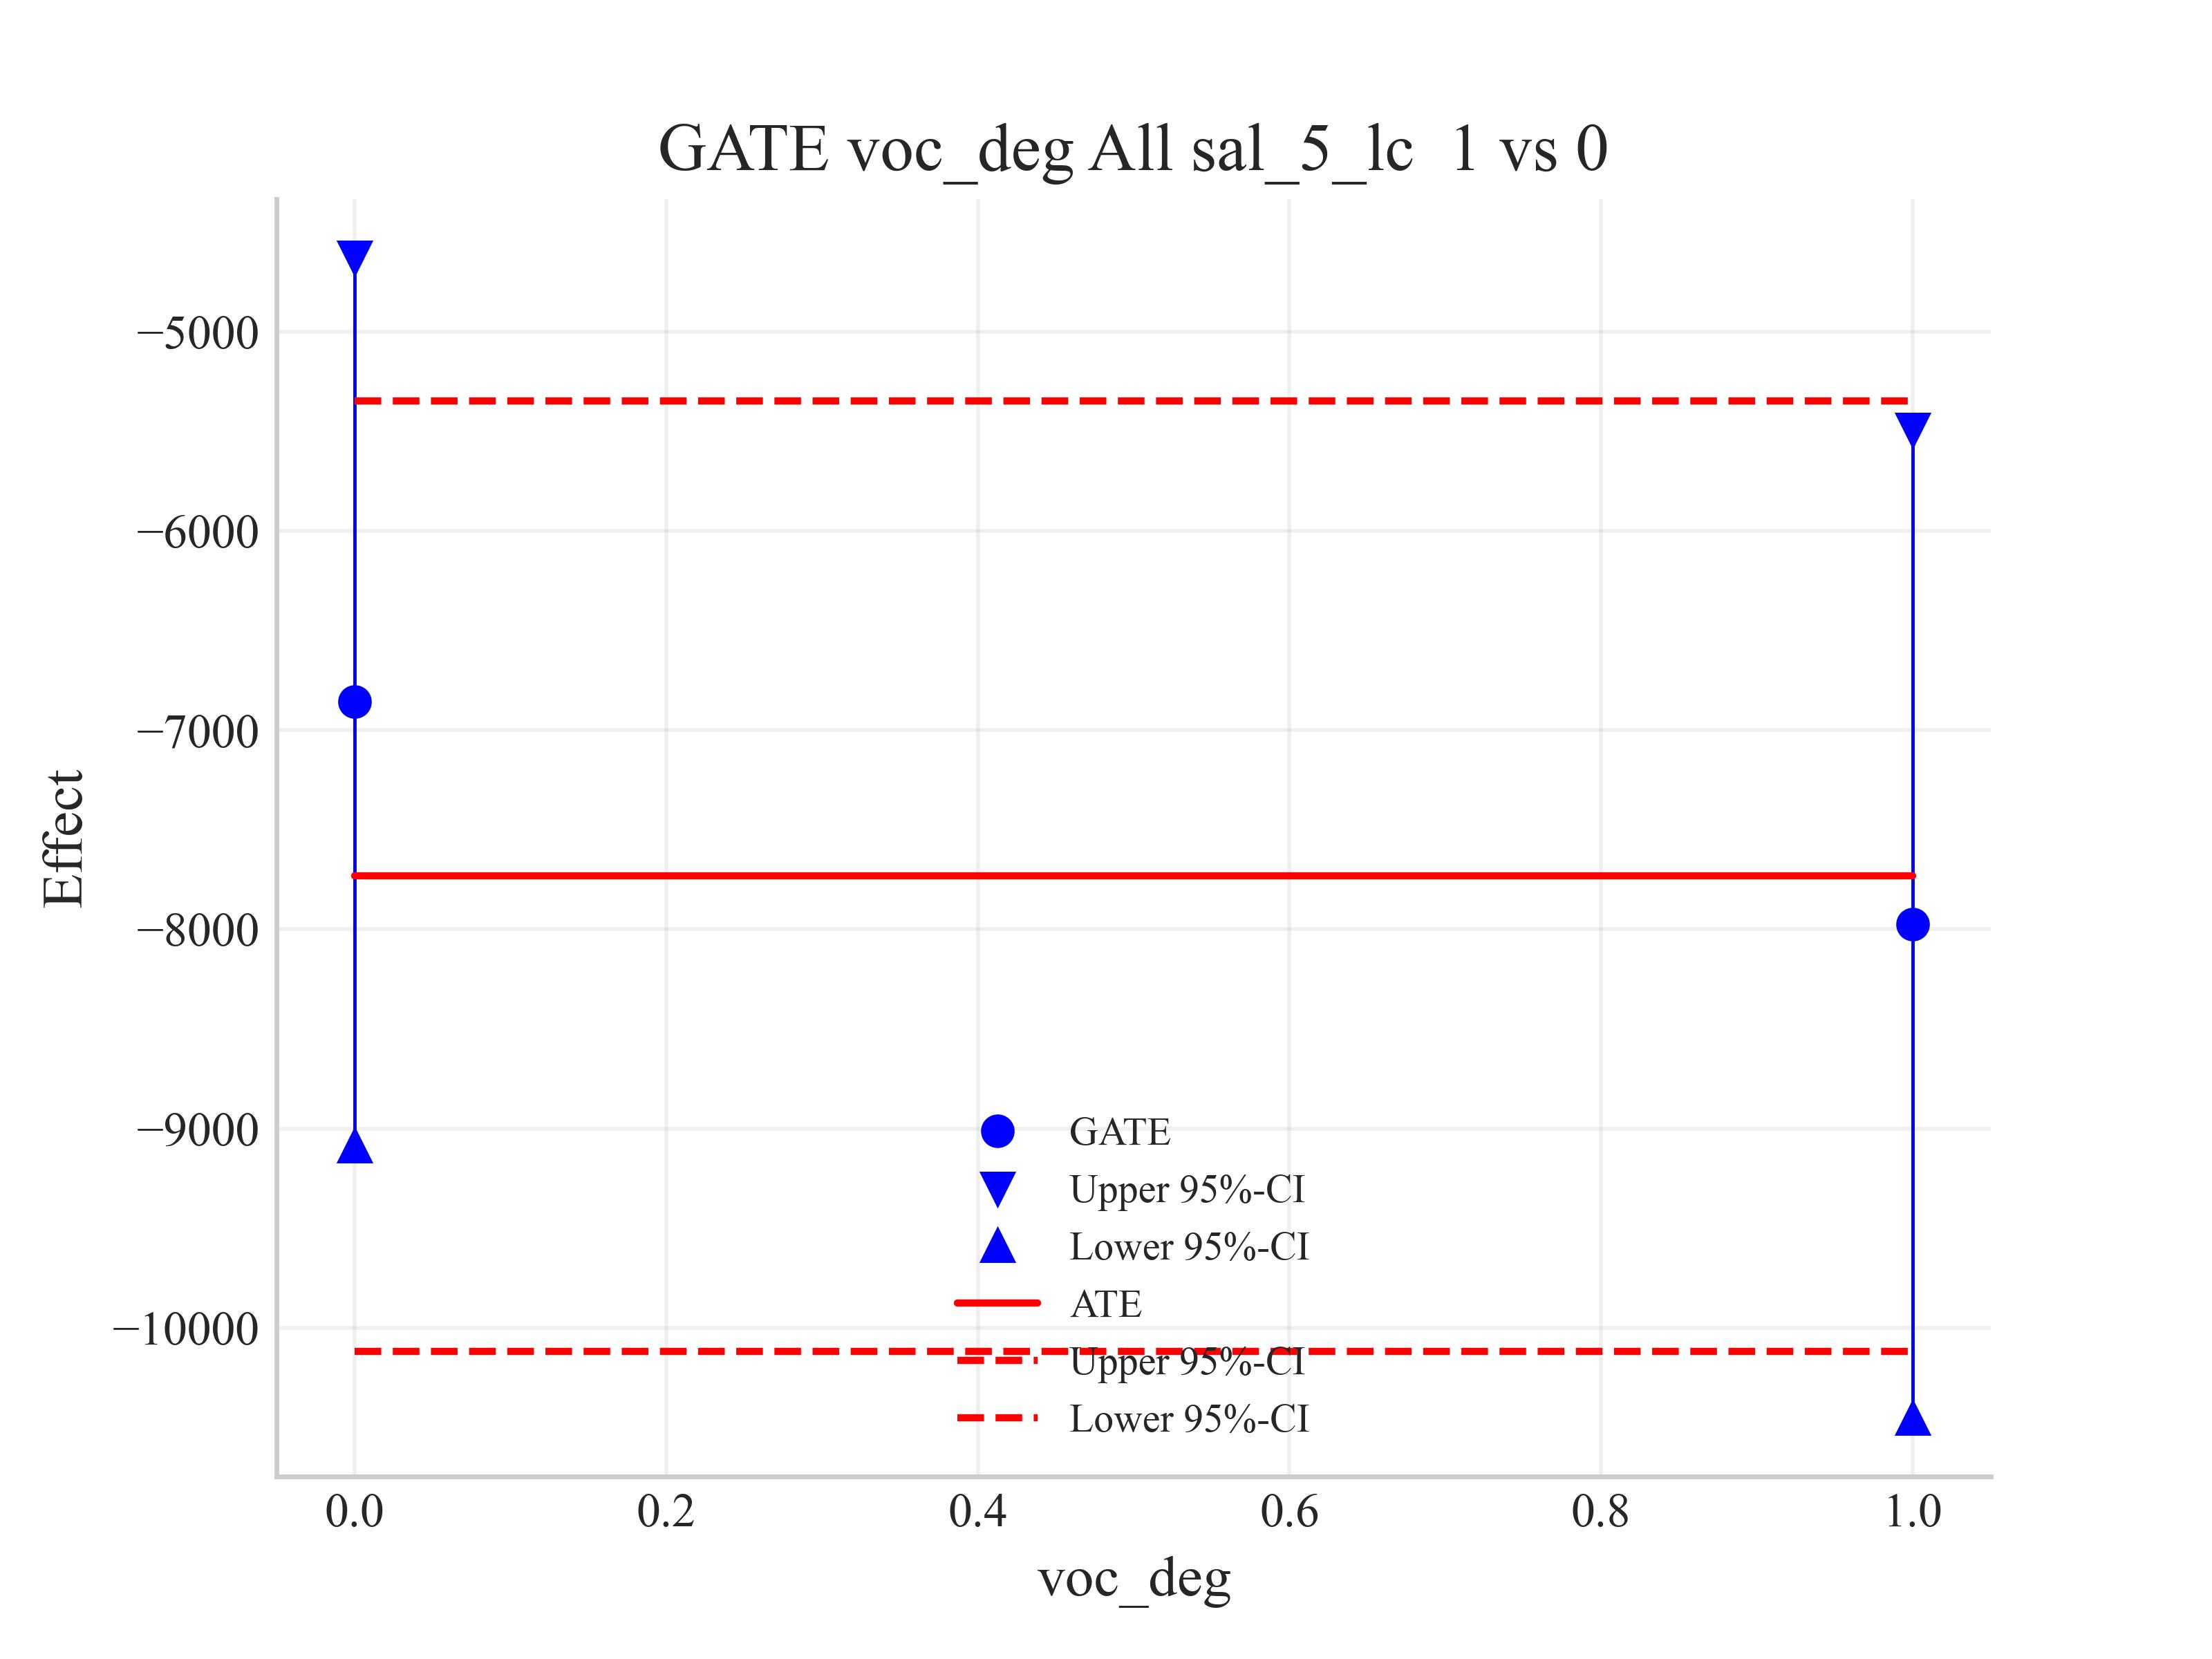 GATE voc_deg All sal_5_lc 1 vs 0
−5000
−6000
−7000
−8000
−9000
−10000
Effect
GATE
Upper 95%-CI
Lower 95%-CI
ATE
Upper 95%-CI
Lower 95%-CI
0.0 0.2 0.4 0.6 0.8 1.0
voc_deg